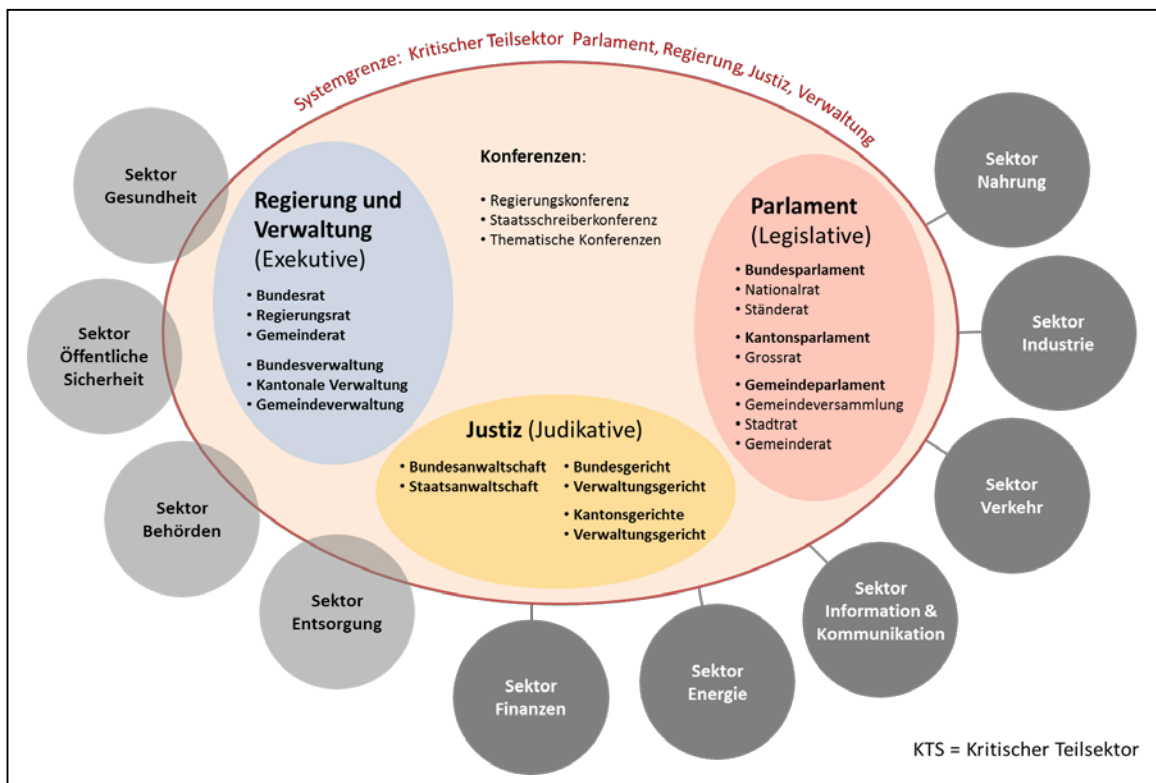 Systemgrenze: Kritischer Teilsektor Parlament, Regierung, Justiz, Verwaltung
Konferenzen:
• Regierungskonferenz
• Staatsschreiberkonferenz
• Thematische Konferenzen
Regierung und
Verwaltung
(Exekutive)
• Bundesrat
• Regierungsrat
• Gemeinderat
• Bundesverwaltung
• Kantonale Verwaltung
• Gemeindeverwaltung
Parlament
(Legislative)
• Bundesparlament
• Nationalrat
• Ständerat
• Kantonsparlament
• Grossrat
• Gemeindeparlament
• Gemeindeversammlung
• Stadtrat
• Gemeinderat
Justiz (Judikative)
• Bundesanwaltschaft
• Staatsanwaltschaft
• Bundesgericht
• Verwaltungsgericht
• Kantonsgerichte
• Verwaltungsgericht
Sektor
Gesundheit
Sektor
Öffentliche
Sicherheit
Sektor
Behörden
Sektor
Entsorgung
Sektor
Finanzen
Sektor
Energie
Sektor
Information &
Kommunikation
Sektor
Verkehr
Sektor
Industrie
Sektor
Nahrung
KTS = Kritischer Teilsektor